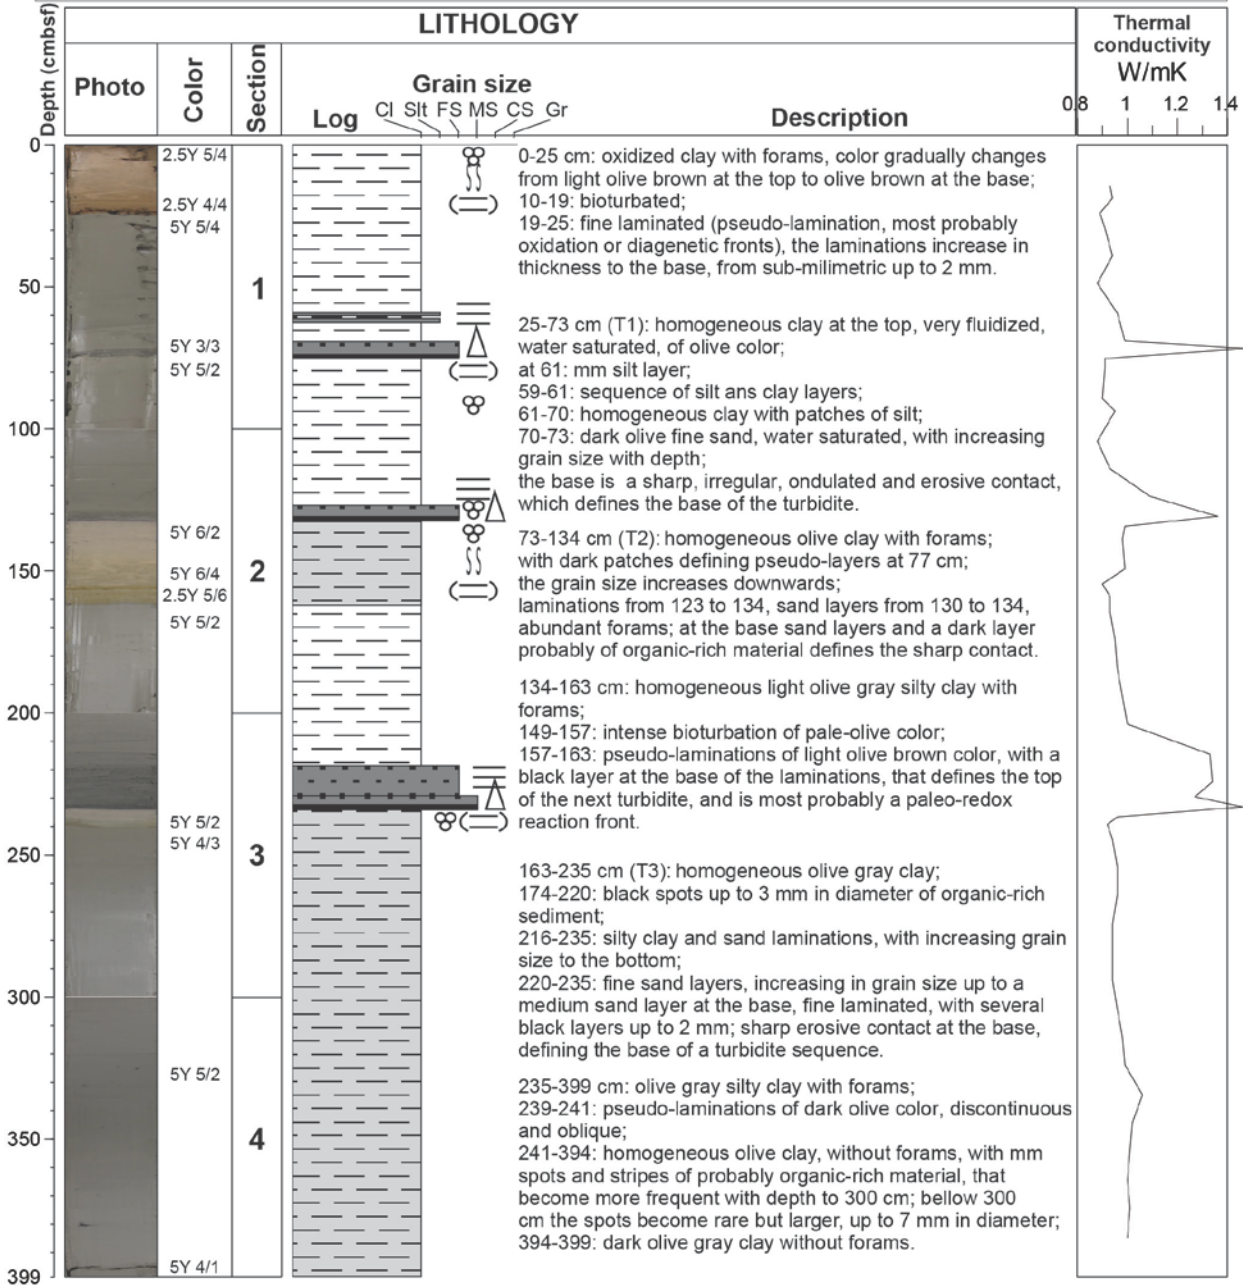 LITHOLOGY
Thermal
conductivity
W/mK
Depth (cmbsf)
Photo
Color
Section
Log
Grain size
Cl Slt FS MS CS Gr
Description
0.8 1 1.2 1.4
0
50
100
150
200
250
300
350
399
2.5Y 5/4
2.5Y 4/4
5Y 5/4
5Y 3/3
5Y 5/2
5Y 6/2
5Y 6/4
2.5Y 5/6
5Y 5/2
5Y 5/2
5Y 4/3
5Y 5/2
5Y 4/1
1
2
3
4
0-25 cm: oxidized clay with forams, color gradually changes
from light olive brown at the top to olive brown at the base;
10-19: bioturbated;
19-25: fine laminated (pseudo-lamination, most probably
oxidation or diagenetic fronts), the laminations increase in
thickness to the base, from sub-milimetric up to 2 mm.
25-73 cm (T1): homogeneous clay at the top, very fluidized,
water saturated, of olive color;
at 61: mm silt layer;
59-61: sequence of silt ans clay layers;
61-70: homogeneous clay with patches of silt;
70-73: dark olive fine sand, water saturated, with increasing
grain size with depth;
the base is a sharp, irregular, ondulated and erosive contact,
which defines the base of the turbidite.
73-134 cm (T2): homogeneous olive clay with forams;
with dark patches defining pseudo-layers at 77 cm;
the grain size increases downwards;
laminations from 123 to 134, sand layers from 130 to 134,
abundant forams; at the base sand layers and a dark layer
probably of organic-rich material defines the sharp contact.
134-163 cm: homogeneous light olive gray silty clay with
forams;
149-157: intense bioturbation of pale-olive color;
157-163: pseudo-laminations of light olive brown color, with a
black layer at the base of the laminations, that defines the top
of the next turbidite, and is most probably a paleo-redox
reaction front.
163-235 cm (T3): homogeneous olive gray clay;
174-220: black spots up to 3 mm in diameter of organic-rich
sediment;
216-235: silty clay and sand laminations, with increasing grain
size to the bottom;
220-235: fine sand layers, increasing in grain size up to a
medium sand layer at the base, fine laminated, with several
black layers up to 2 mm; sharp erosive contact at the base,
defining the base of a turbidite sequence.
235-399 cm: olive gray silty clay with forams;
239-241: pseudo-laminations of dark olive color, discontinuous
and oblique;
241-394: homogeneous olive clay, without forams, with mm
spots and stripes of probably organic-rich material, that
become more frequent with depth to 300 cm; bellow 300
cm the spots become rare but larger, up to 7 mm in diameter;
394-399: dark olive gray clay without forams.